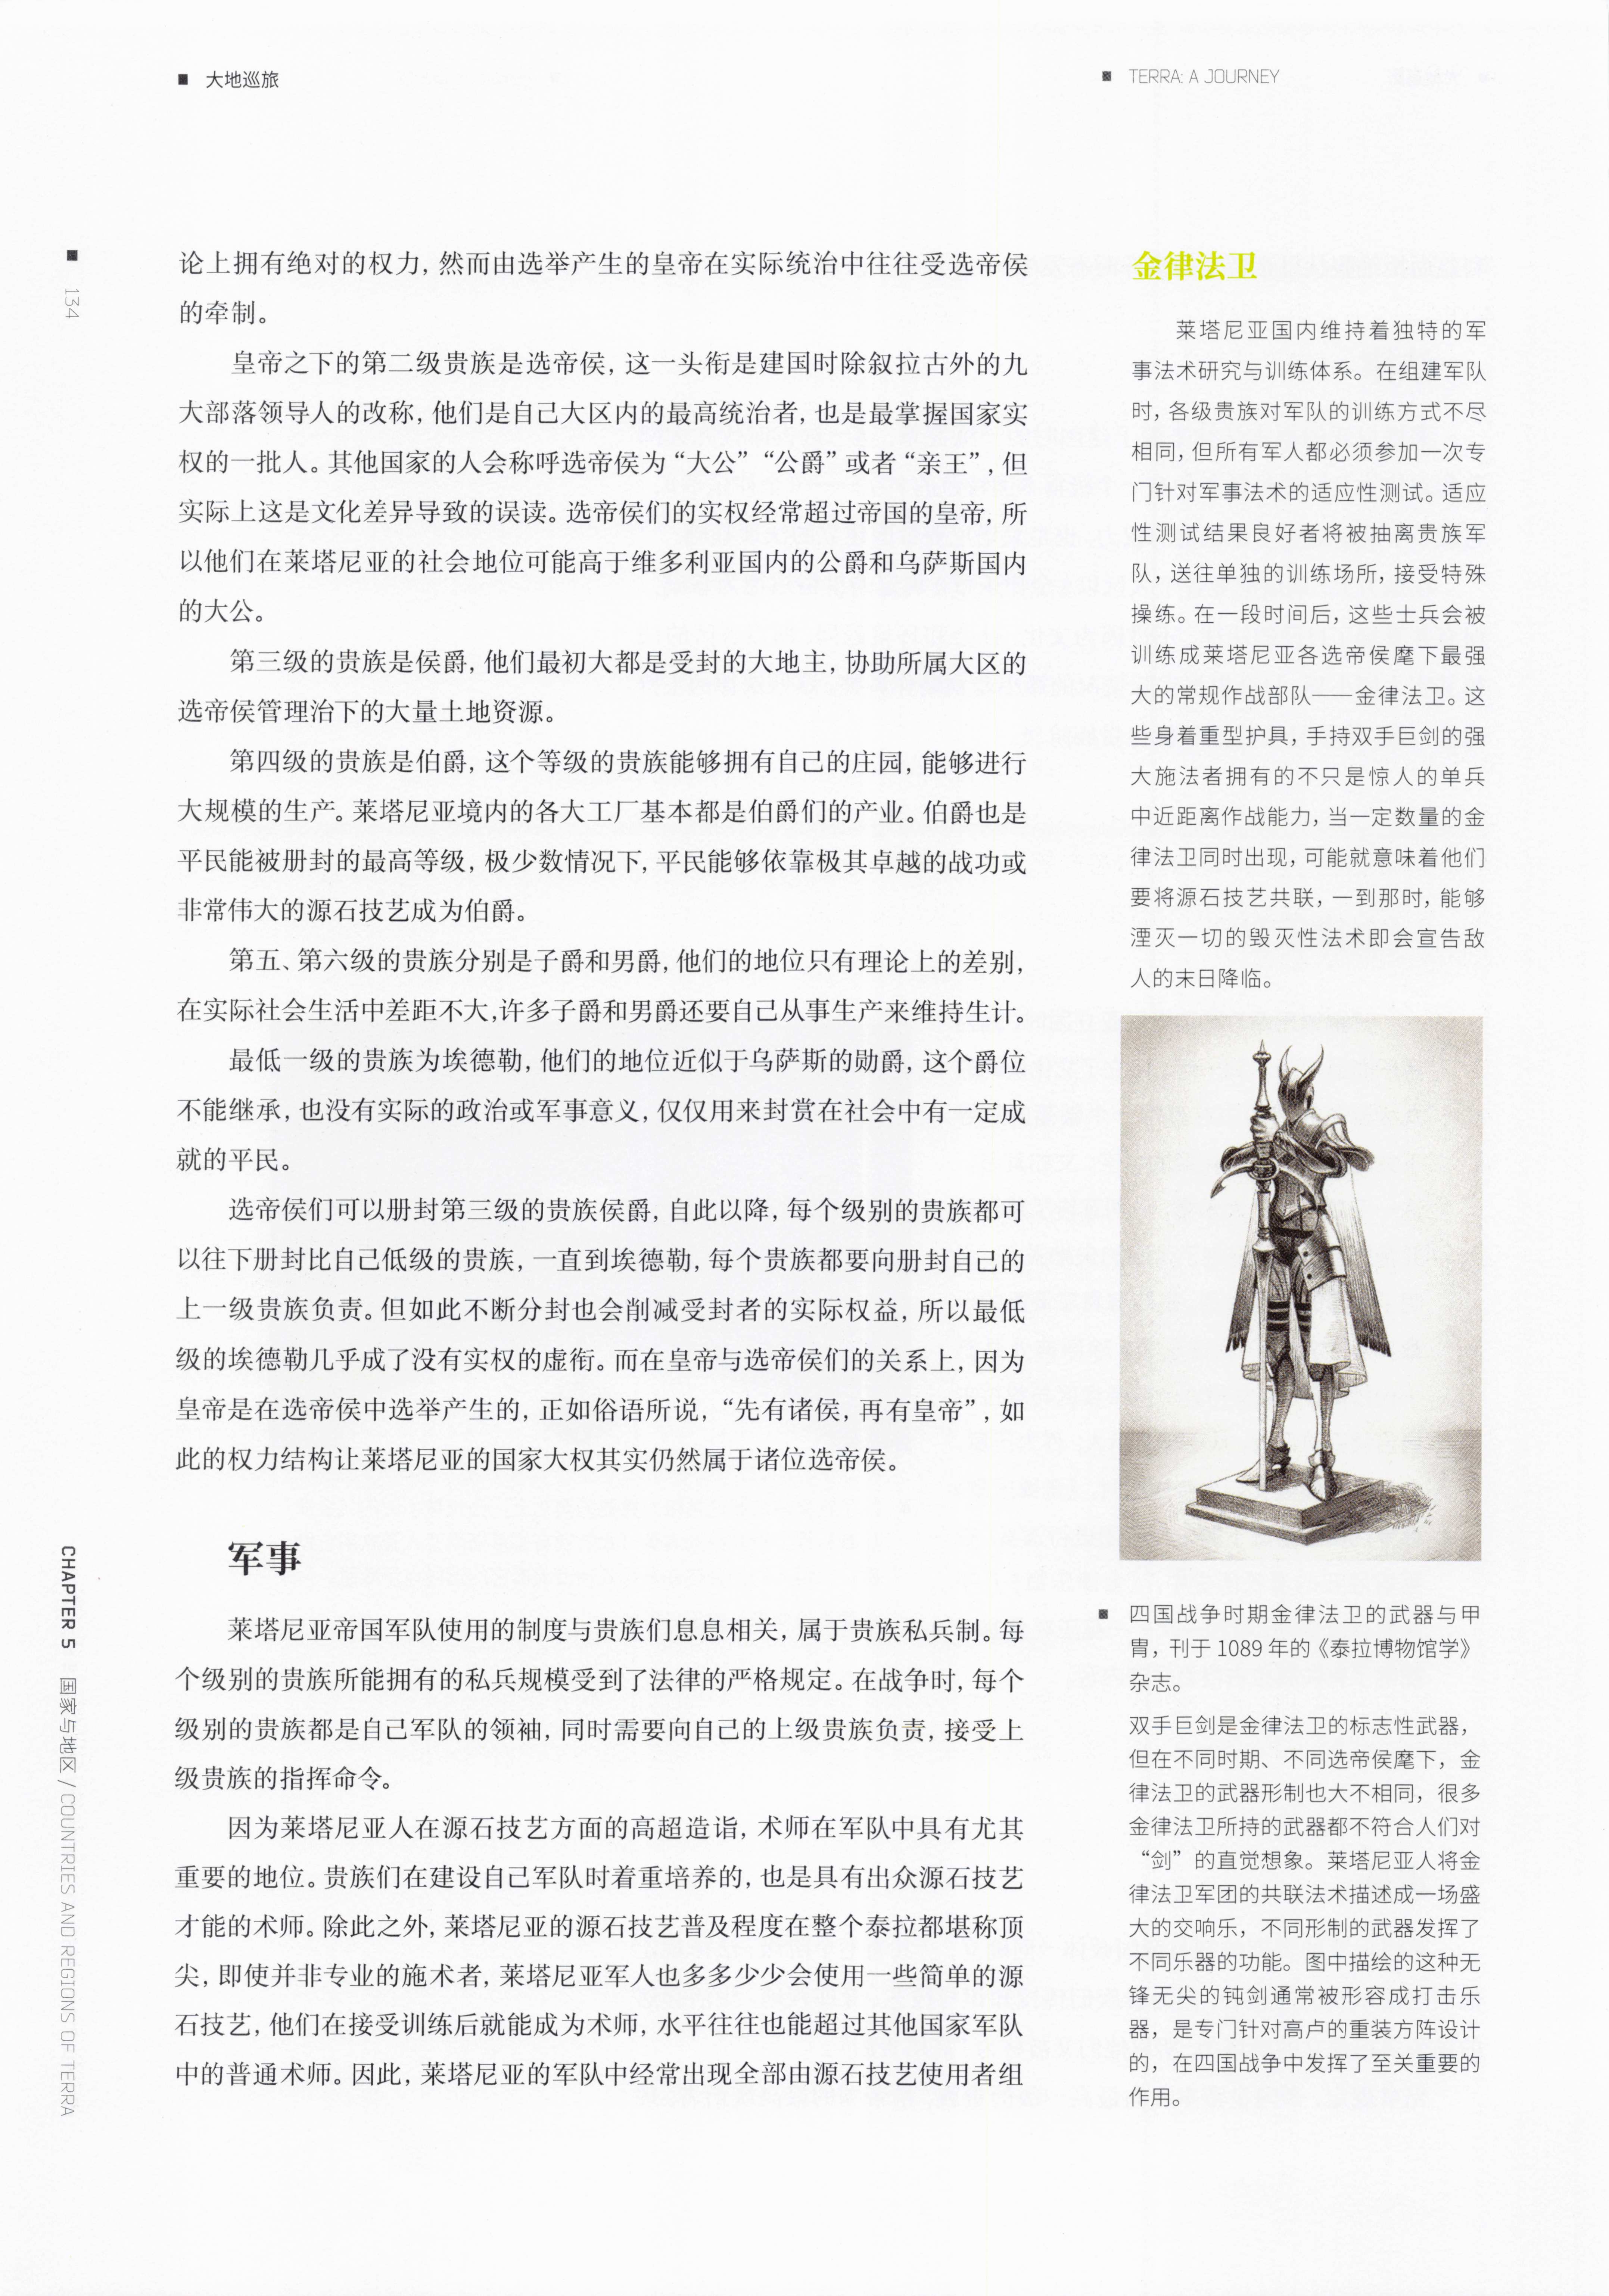 大地巡旅
TERRA: A JOURNEY
134
论上拥有绝对的权力，然而由选举产生的皇帝在实际统治中往往受选帝侯
的牵制。
皇帝之下的第二级贵族是选帝侯，这一头衔是建国时除叙拉古外的九
大部落领导人的改称，他们是自己大区内的最高统治者，也是最掌握国家实
权的一批人。其他国家的人会称呼选帝侯为“大公”“公爵”或者“亲王”，但
实际上这是文化差异导致的误读。选帝侯们的实权经常超过帝国的皇帝，所
以他们在莱塔尼亚的社会地位可能高于维多利亚国内的公爵和乌萨斯国内
的大公。
第三级的贵族是侯爵，他们最初大都是受封的大地主，协助所属大区的
选帝侯管理治下的大量土地资源。
第四级的贵族是伯爵，这个等级的贵族能够拥有自己的庄园，能够进行
大规模的生产。莱塔尼亚境内的各大工厂基本都是伯爵们的产业。伯爵也是
平民能被册封的最高等级，极少数情况下，平民能够依靠极其卓越的战功或
非常伟大的源石技艺成为伯爵。
第五、第六级的贵族分别是子爵和男爵，他们的地位只有理论上的差别，
在实际社会生活中差距不大，许多子爵和男爵还要自己从事生产来维持生计。
最低一级的贵族为埃德勒，他们的地位近似于乌萨斯的勋爵，这个爵位
不能继承，也没有实际的政治或军事意义，仅仅用来封赏在社会中有一定成
就的平民。
选帝侯们可以册封第三级的贵族侯爵，自此以降，每个级别的贵族都可
以往下册封比自己低级的贵族，一直到埃德勒，每个贵族都要向册封自己的
上一级贵族负责。但如此不断分封也会削减受封者的实际权益，所以最低
级的埃德勒几乎成了没有实权的虚衔。而在皇帝与选帝侯们的关系上，因为
皇帝是在选帝侯中选举产生的，正如俗语所说，“先有诸侯，再有皇帝”，如
此的权力结构让莱塔尼亚的国家大权其实仍然属于诸位选帝侯。
军事
莱塔尼亚帝国军队使用的制度与贵族们息息相关，属于贵族私兵制。每
个级别的贵族所能拥有的私兵规模受到了法律的严格规定。在战争时，每个
级别的贵族都是自己军队的领袖，同时需要向自己的上级贵族负责，接受上
级贵族的指挥命令。
因为莱塔尼亚人在源石技艺方面的高超造诣，术师在军队中具有尤其
重要的地位。贵族们在建设自己军队时着重培养的，也是具有出众源石技艺
才能的术师。除此之外，莱塔尼亚的源石技艺普及程度在整个泰拉都堪称顶
尖，即使并非专业的施术者，莱塔尼亚军人也多多少少会使用一些简单的源
石技艺，他们在接受训练后就能成为术师，水平往往也能超过其他国家军队
中的普通术师。因此，莱塔尼亚的军队中经常出现全部由源石技艺使用者组
金律法卫
莱塔尼亚国内维持着独特的军
事法术研究与训练体系。在组建军队
时，各级贵族对军队的训练方式不尽
相同，但所有军人都必须参加一次专
门针对军事法术的适应性测试。适应
性测试结果良好者将被抽离贵族军
队，送往单独的训练场所，接受特殊
操练。在一段时间后，这些士兵会被
训练成莱塔尼亚各选帝侯麾下最强
大的常规作战部队——金律法卫。这
些身着重型护具，手持双手巨剑的强
大施法者拥有的不只是惊人的单兵
中近距离作战能力，当一定数量的金
律法卫同时出现，可能就意味着他们
要将源石技艺共联，一到那时，能够
湮灭一切的毁灭性法术即会宣告敌
人的末日降临。
四国战争时期金律法卫的武器与甲
胄，刊于 1089 年的《泰拉博物馆学》
杂志。
双手巨剑是金律法卫的标志性武器，
但在不同时期、不同选帝侯麾下，金
律法卫的武器形制也大不相同，很多
金律法卫所持的武器都不符合人们对
“剑”的直觉想象。莱塔尼亚人将金
律法卫军团的共联法术描述成一场盛
大的交响乐，不同形制的武器发挥了
不同乐器的功能。图中描绘的这种无
锋无尖的钝剑通常被形容成打击乐
器，是专门针对高卢的重装方阵设计
的，在四国战争中发挥了至关重要的
作用。
CHAPTER 5 国家与地区 / COUNTRIES AND REGIONS OF TERRA